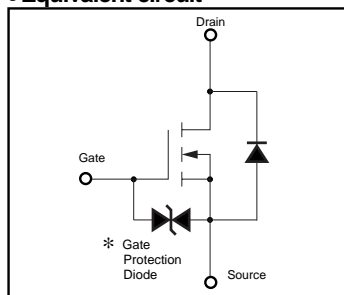 • Equivalent circuit
Drain
Gate
* Gate
Protection
Diode
Source